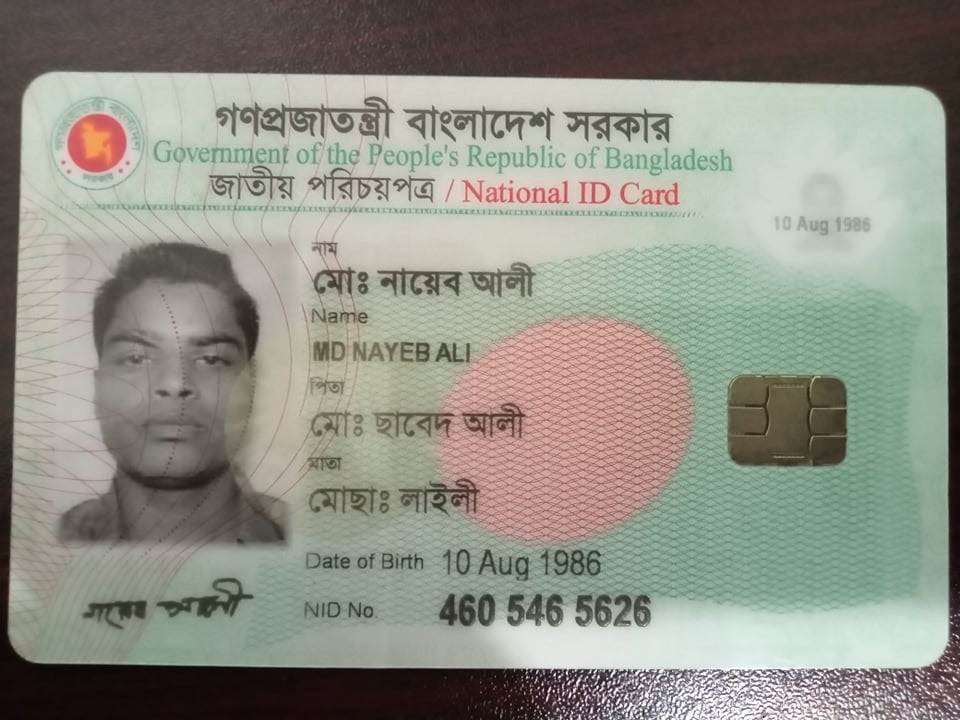 গণপ্রজাতন্ত্রী বাংলাদেশ সরকার
Government of the People's Republic of Bangladesh
জাতীয় পরিচয়পত্র / National ID Card
10 Aug 1986
নাম
মোঃ নায়েব আলী
Name
MD NAYEB ALI
পিতা
মোঃ ছাবেদ আলী
মাতা
মোছাঃ লাইলী
Date of Birth 10 Aug 1986
নায়েব আলী
NID No. 460 546 5626